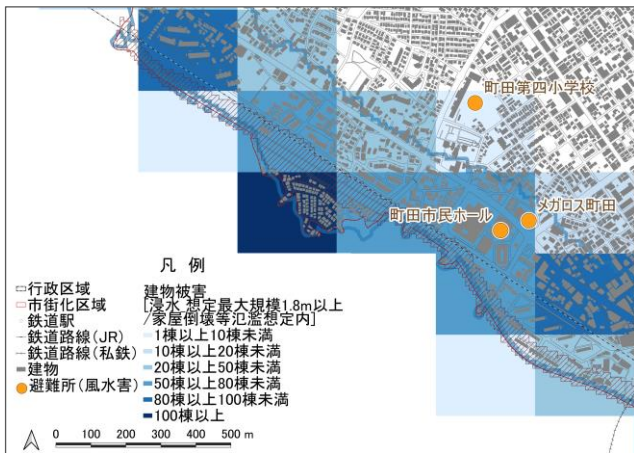 町田第四小学校
メガロス町田
町田市民ホール
凡 例
行政区域
市街化区域
鉄道駅
鉄道路線(JR)
鉄道路線(私鉄)
建物
避難所(風水害)
建物被害
[浸水 想定最大規模1.8m以上
/家屋倒壊等氾濫想定内]
1棟以上10棟未満
10棟以上20棟未満
20棟以上50棟未満
50棟以上80棟未満
80棟以上100棟未満
100棟以上
0 100 200 300 400 500 m